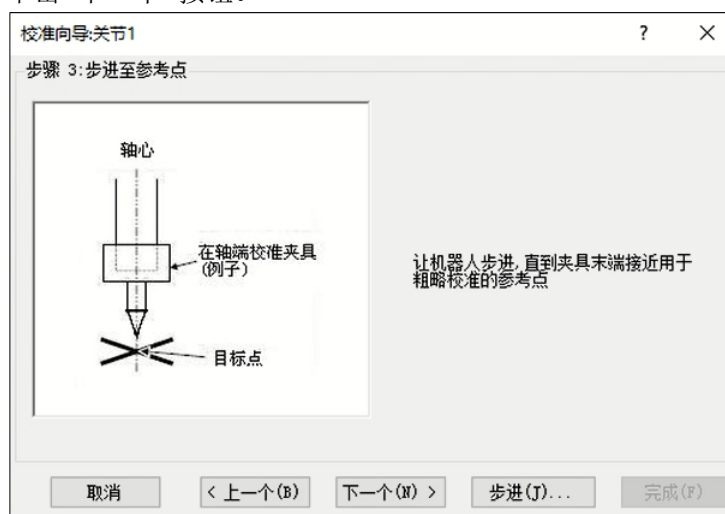 校准向导:关节1
?
步骤 3:步进至参考点
轴心
在轴端校准夹具
(例子)
目标点
让机器人步进,直到夹具末端接近用于
粗略校准的参考点
取消
< 上一个(B)
下一个(N) >
步进(J)...
完成(F)